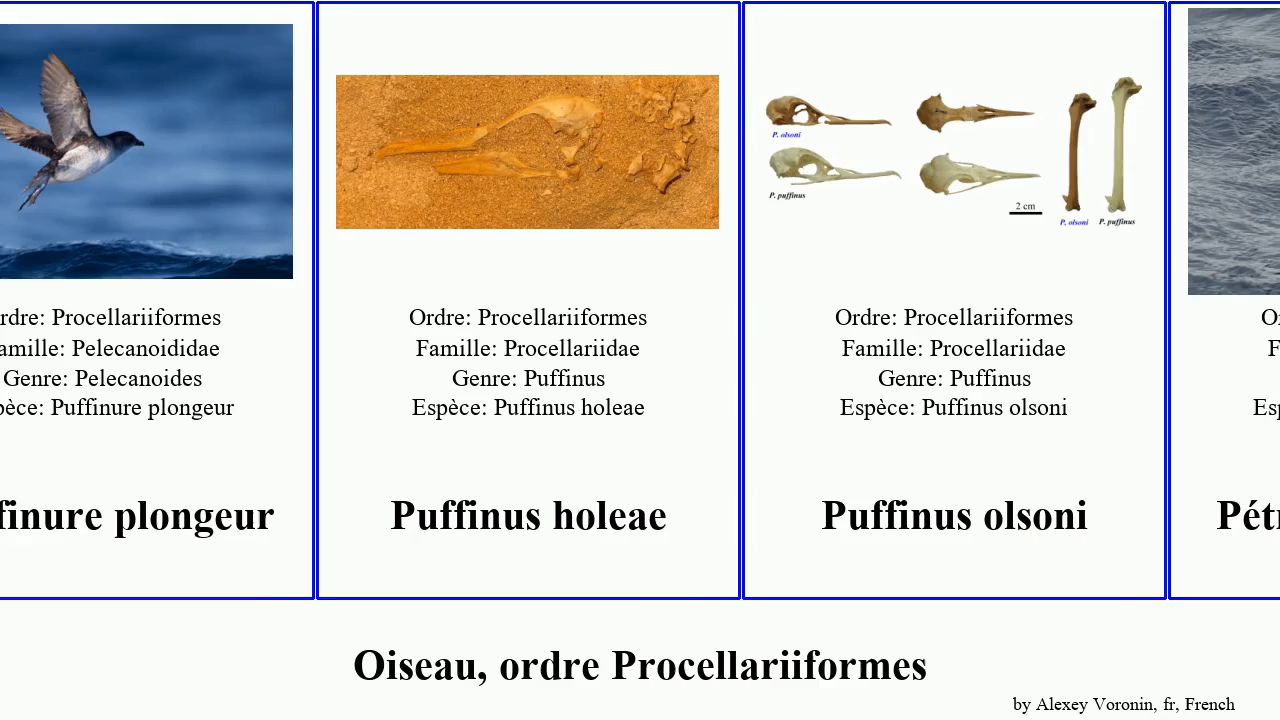 P. olsoni
P. puffinus
2 cm
P. olsoni P. puffinus
rdre: Procellariiformes
amille: Pelecanoididae
Genre: Pelecanoides
pèce: Puffinure plongeur
finure plongeur
Ordre: Procellariiformes
Famille: Procellariidae
Genre: Puffinus
Espèce: Puffinus holeae
Puffinus holeae
Ordre: Procellariiformes
Famille: Procellariidae
Genre: Puffinus
Espèce: Puffinus olsoni
Puffinus olsoni
F
Esp
Pét
Oiseau, ordre Procellariiformes
by Alexey Voronin, fr, French